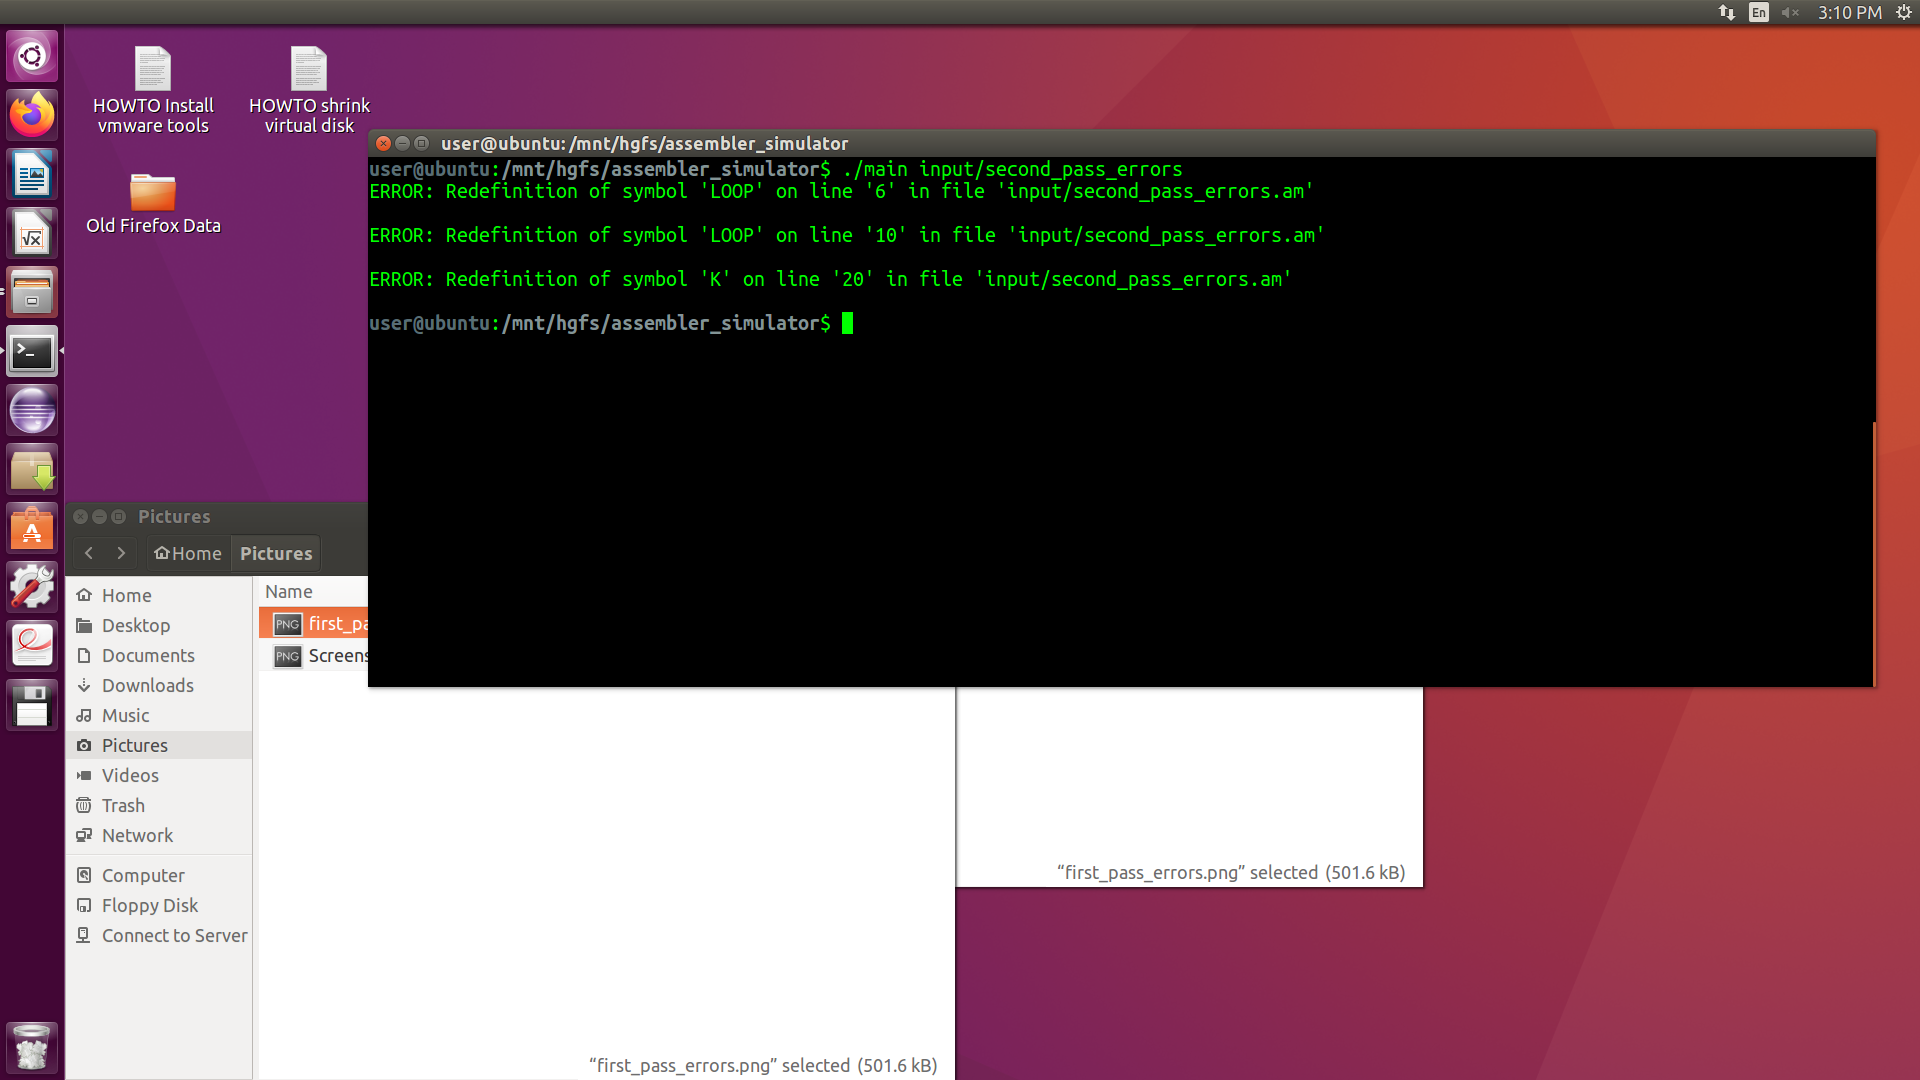 En 3:10 PM
HOWTO Install
vmware tools
HOWTO shrink
virtual disk
Old Firefox Data
user@ubuntu: /mnt/hgfs/assembler_simulator
user@ubuntu:/mnt/hgfs/assembler_simulator$ ./main input/second_pass_errors
ERROR: Redefinition of symbol 'LOOP' on line '6' in file 'input/second_pass_errors.am'
ERROR: Redefinition of symbol 'LOOP' on line '10' in file 'input/second_pass_errors.am'
ERROR: Redefinition of symbol 'K' on line '20' in file 'input/second_pass_errors.am'
user@ubuntu:/mnt/hgfs/assembler_simulator$
Pictures
Home Pictures
Name
PNG first_pa
PNG Screens
Home
Desktop
Documents
Downloads
Music
Pictures
Videos
Trash
Network
Computer
Floppy Disk
Connect to Server
“first_pass_errors.png” selected (501.6 kB)
“first_pass_errors.png” selected (501.6 kB)